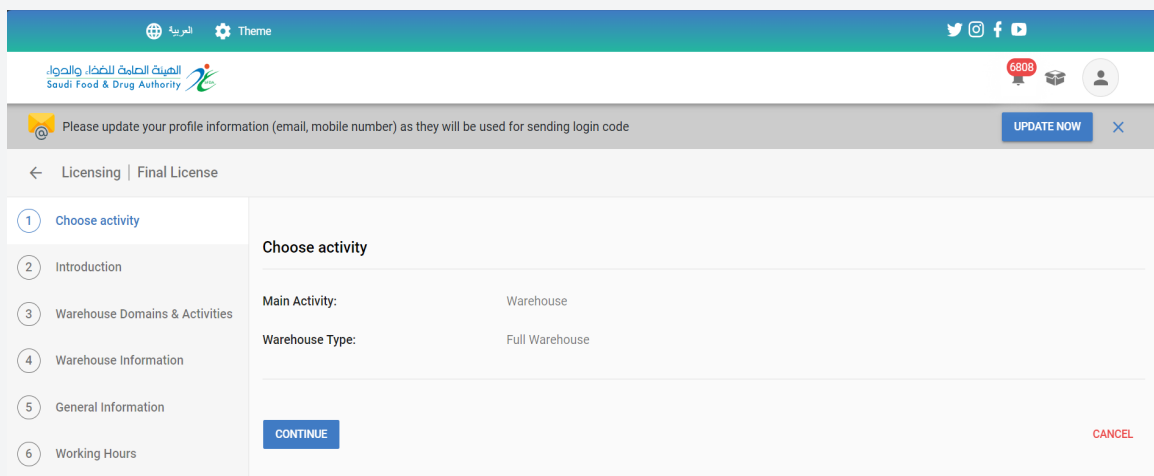 العربية Theme
الهيئة العامة للغذاء والدواء
Saudi Food & Drug Authority
6808
Please update your profile information (email, mobile number) as they will be used for sending login code
UPDATE NOW
Licensing | Final License
1 Choose activity
2 Introduction
3 Warehouse Domains & Activities
4 Warehouse Information
5 General Information
6 Working Hours
Choose activity
Main Activity: Warehouse
Warehouse Type: Full Warehouse
CONTINUE
CANCEL